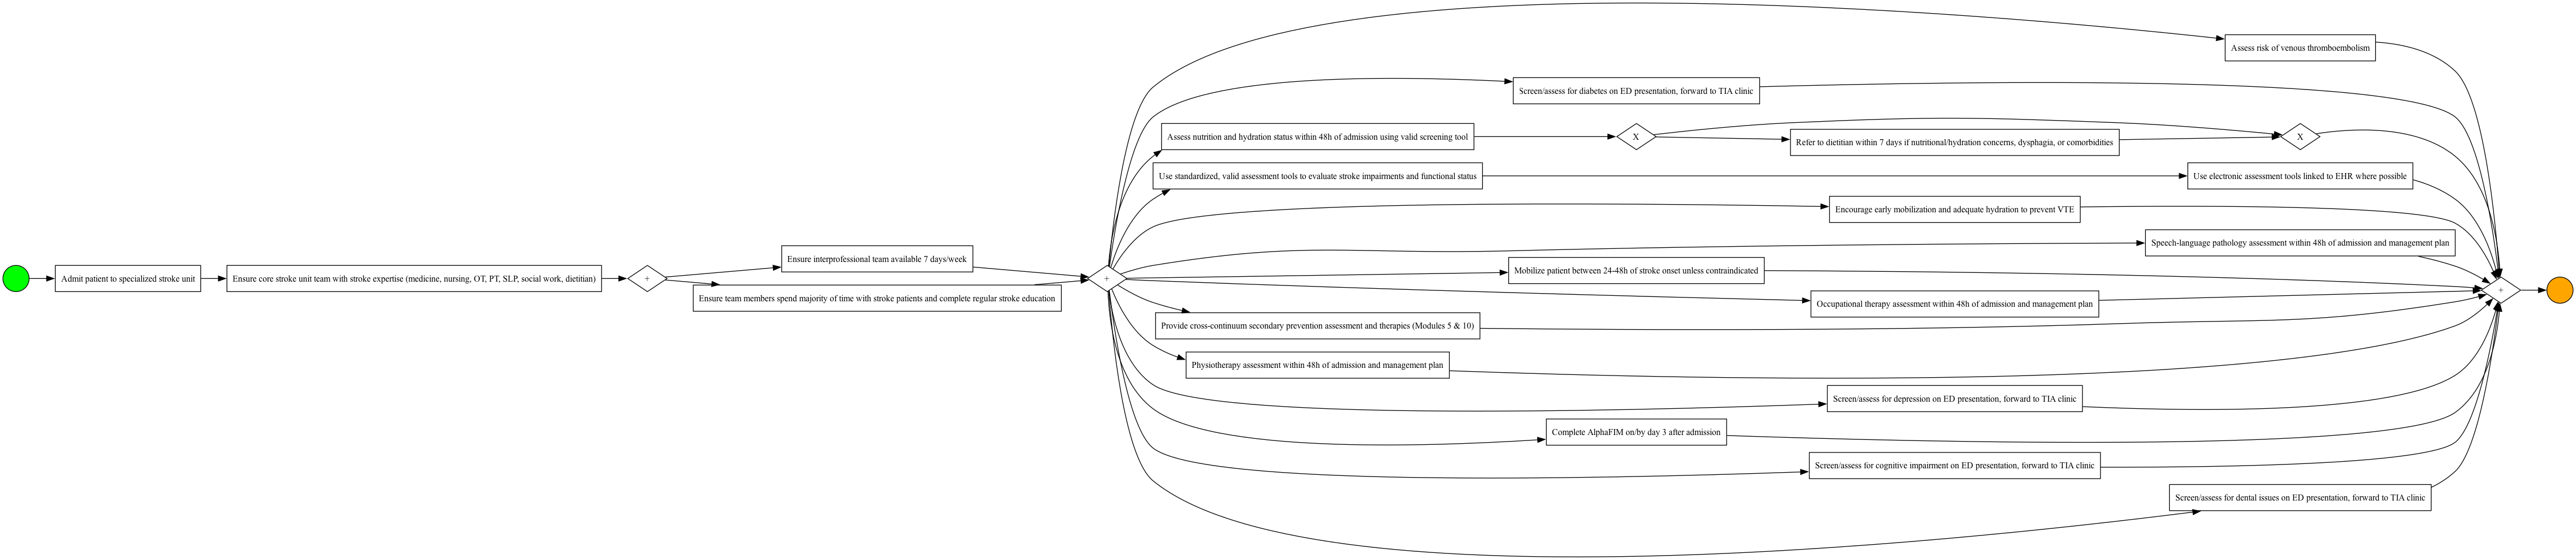 Admit patient to specialized stroke unit
Ensure core stroke unit team with stroke expertise (medicine, nursing, OT, PT, SLP, social work, dietitian)
+
Ensure interprofessional team available 7 days/week
Ensure team members spend majority of time with stroke patients and complete regular stroke education
+
Assess risk of venous thromboembolism
Screen/assess for diabetes on ED presentation, forward to TIA clinic
Assess nutrition and hydration status within 48h of admission using valid screening tool
X
Refer to dietitian within 7 days if nutritional/hydration concerns, dysphagia, or comorbidities
X
Use standardized, valid assessment tools to evaluate stroke impairments and functional status
Use electronic assessment tools linked to EHR where possible
Encourage early mobilization and adequate hydration to prevent VTE
Speech-language pathology assessment within 48h of admission and management plan
Mobilize patient between 24-48h of stroke onset unless contraindicated
Occupational therapy assessment within 48h of admission and management plan
Provide cross-continuum secondary prevention assessment and therapies (Modules 5 & 10)
Physiotherapy assessment within 48h of admission and management plan
Screen/assess for depression on ED presentation, forward to TIA clinic
Complete AlphaFIM on/by day 3 after admission
Screen/assess for cognitive impairment on ED presentation, forward to TIA clinic
Screen/assess for dental issues on ED presentation, forward to TIA clinic
+